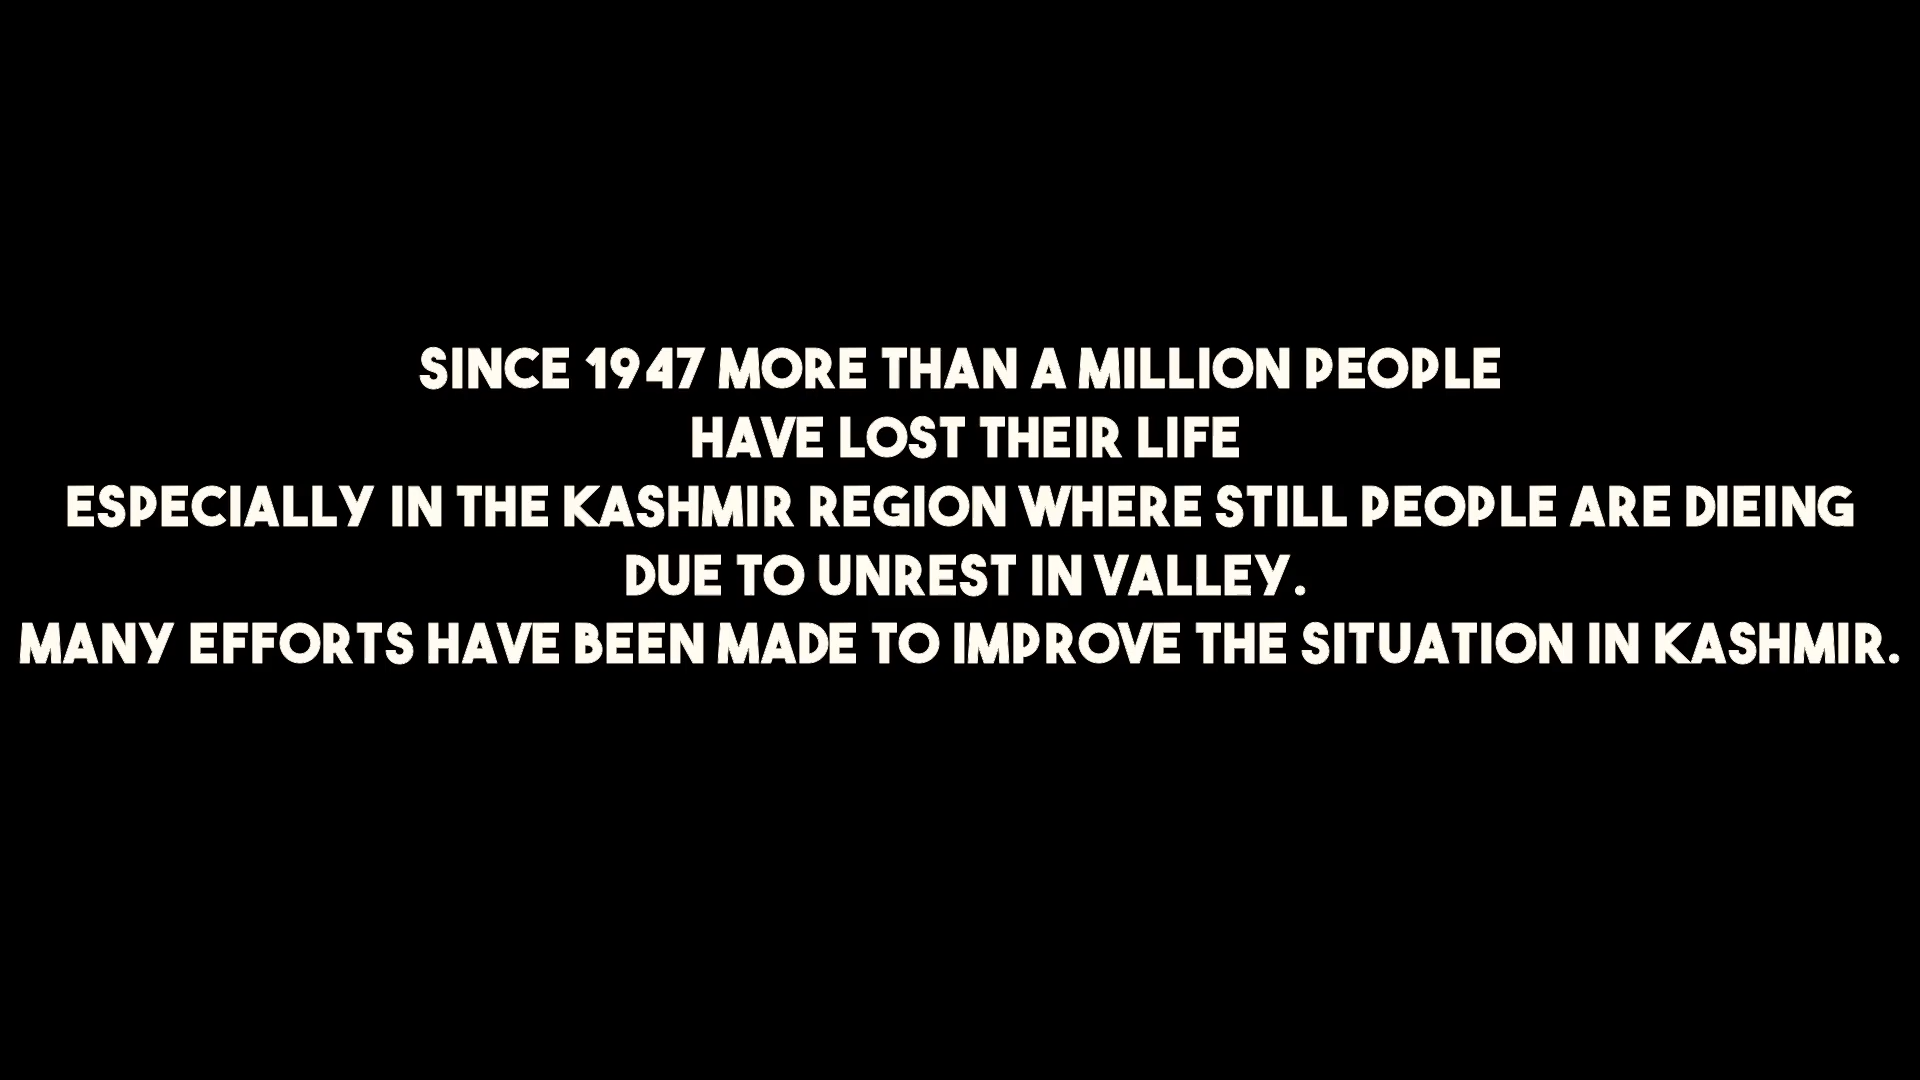 SINCE 1947 MORE THAN A MILLION PEOPLE
HAVE LOST THEIR LIFE
ESPECIALLY IN THE KASHMIR REGION WHERE STILL PEOPLE ARE DIEING
DUE TO UNREST IN VALLEY.
MANY EFFORTS HAVE BEEN MADE TO IMPROVE THE SITUATION IN KASHMIR.